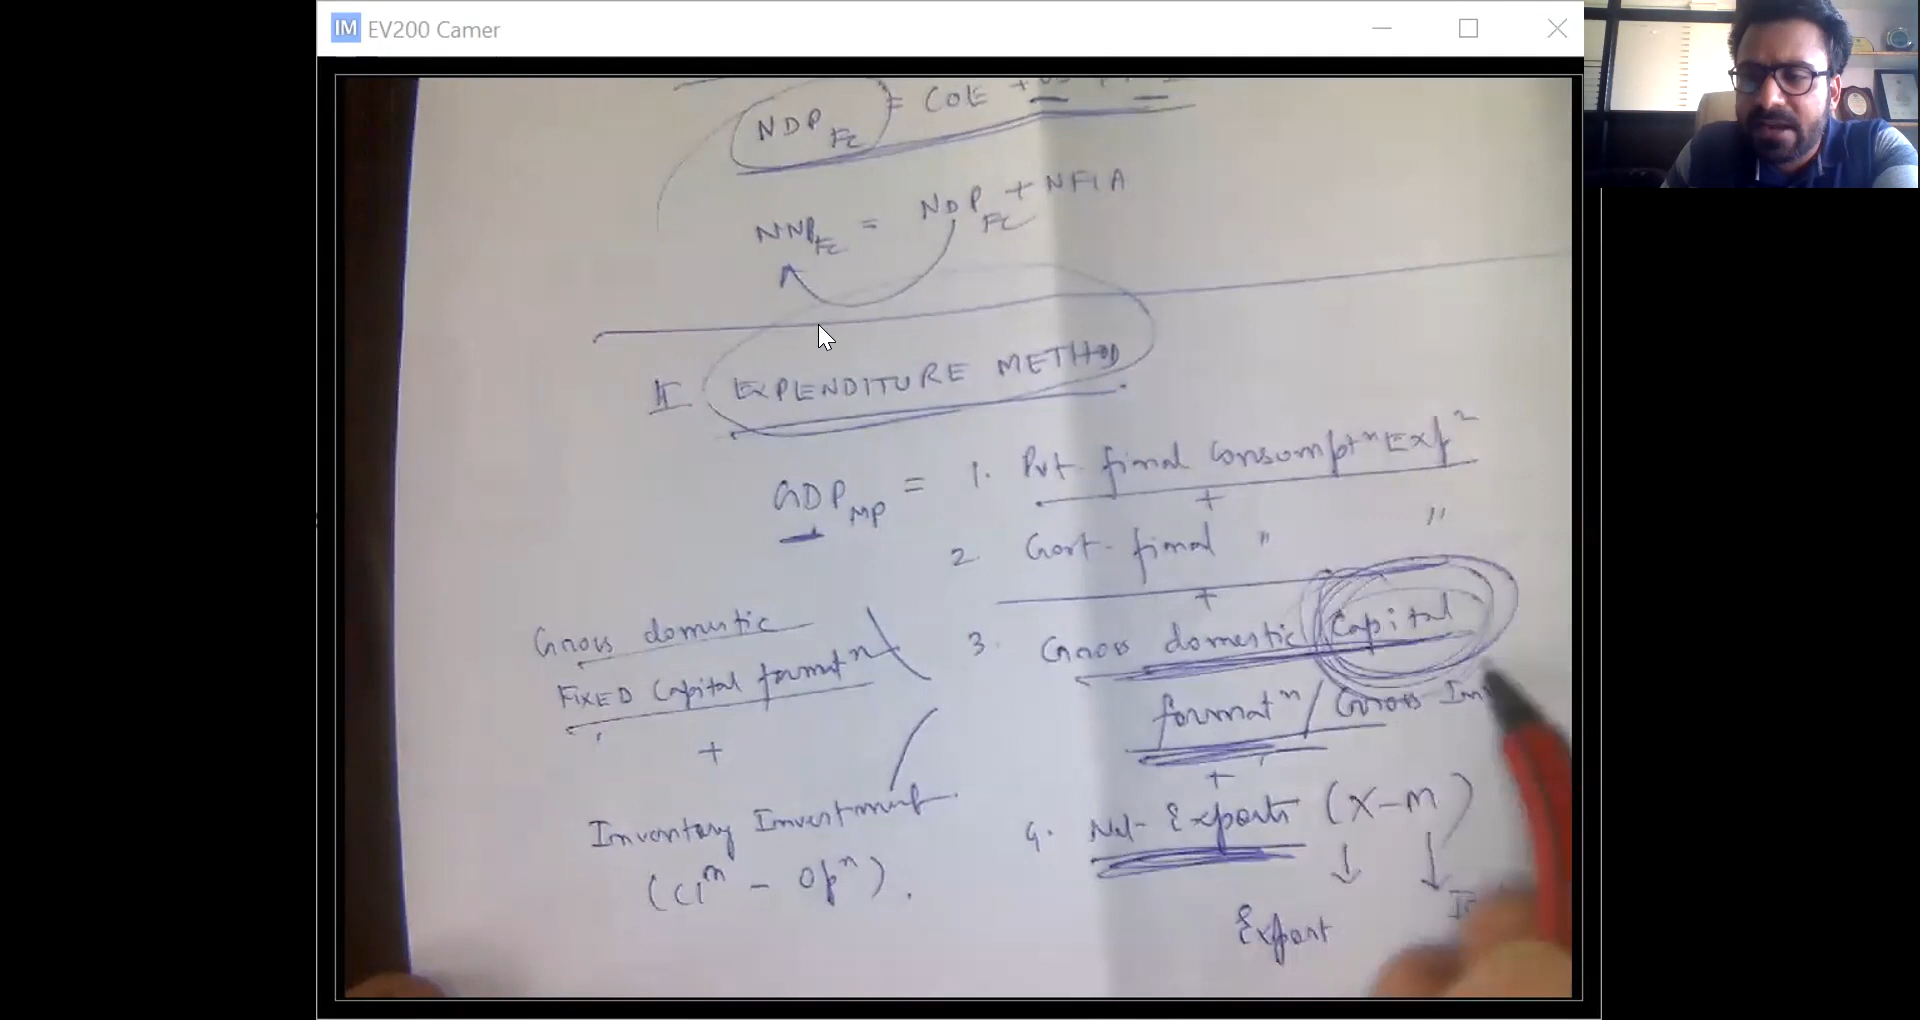 IM EV200 Camer
NDP FC = COE +
NNP FC = NDP FC + NFIA
II EXPENDITURE METHOD
GDP MP = 1. Pvt. final Consumptⁿ Exp²
+
2. Govt. final " "
+
3. Gross domestic Capital
formatⁿ / Gross Inv
+
4. Net Exports (X-m)
↓ ↓
Export
Gross domestic
FIXED Capital formatⁿ
+
Inventory Investment
(Clᵐ - Opⁿ).